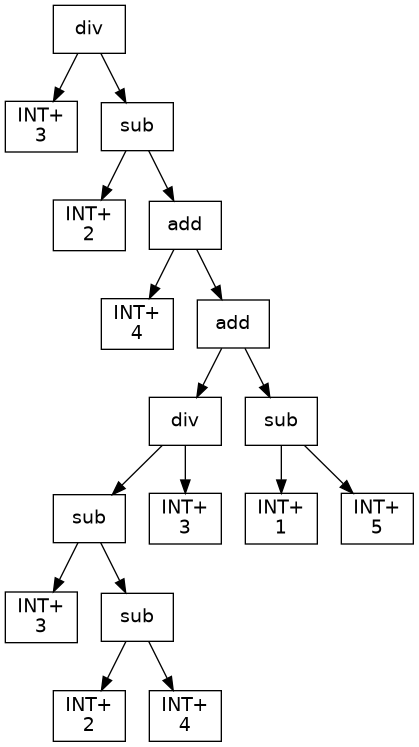 div
INT+
3
sub
INT+
2
add
INT+
4
add
div
sub
sub
INT+
3
INT+
1
INT+
5
INT+
3
sub
INT+
2
INT+
4